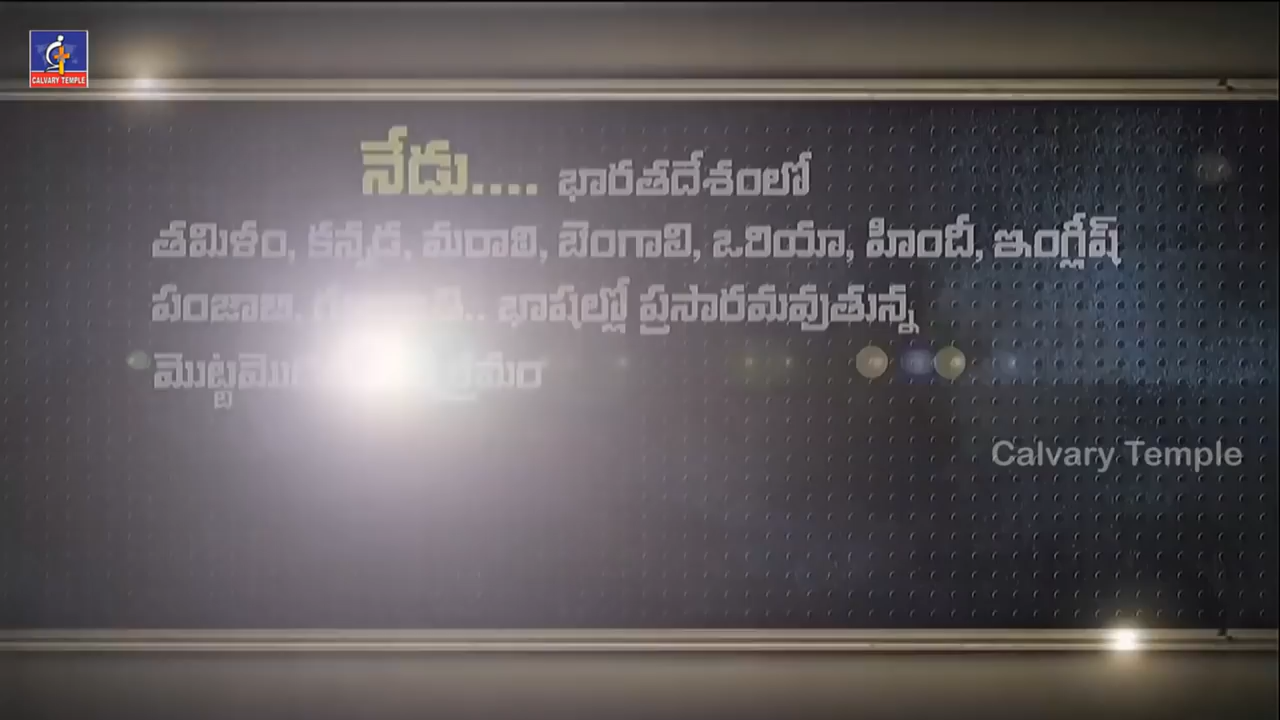 CALVARY TEMPLE
నేడు.... భారతదేశంలో
తమిళం, కన్నడ, మరాఠి, బెంగాలి, ఒరియా, హిందీ, ఇంగ్లీష్
పంజాబి, .. భాషల్లో ప్రసారమవుతున్న
Calvary Temple